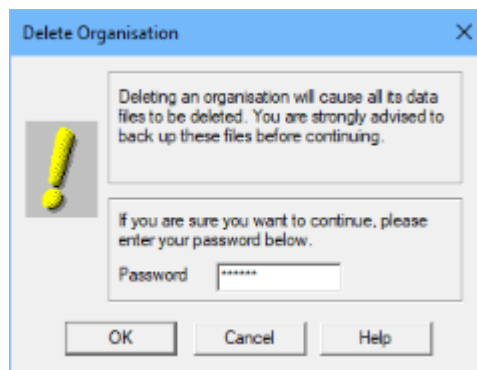 Delete Organisation
Deleting an organisation will cause all its data
files to be deleted. You are strongly advised to
back up these files before continuing.
If you are sure you want to continue, please
enter your password below.
Password ******
OK Cancel Help